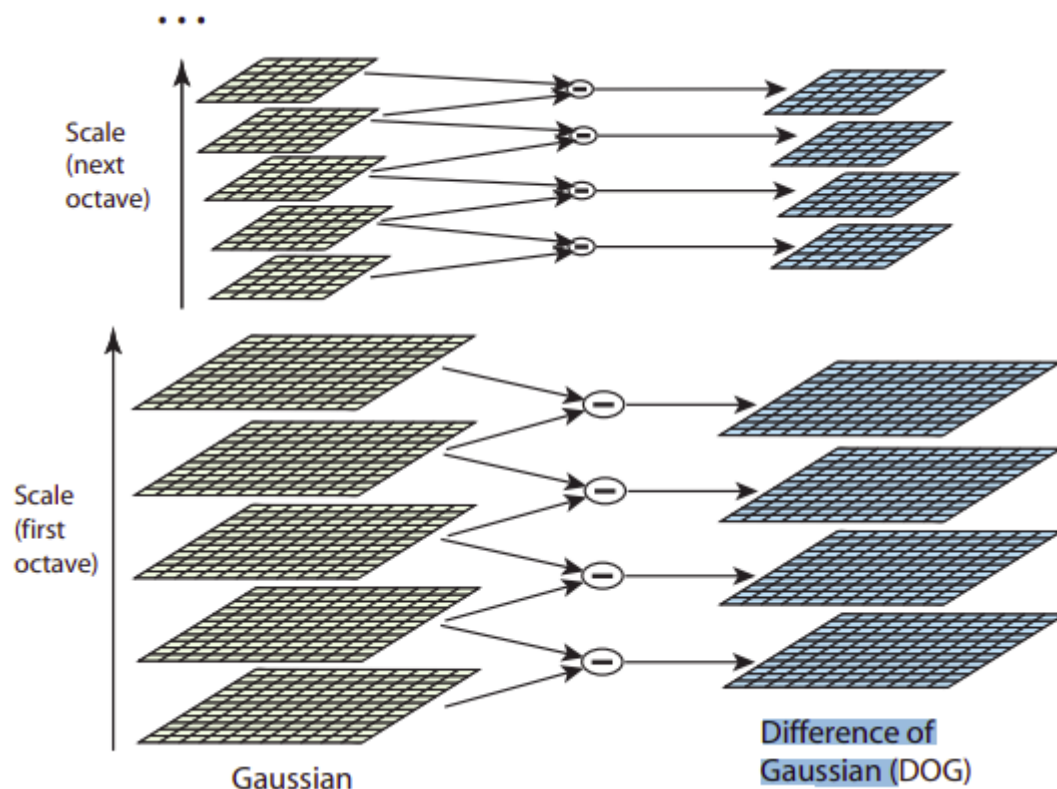 ...
Scale
(next
octave)
Scale
(first
octave)
Gaussian
Difference of
Gaussian (DOG)